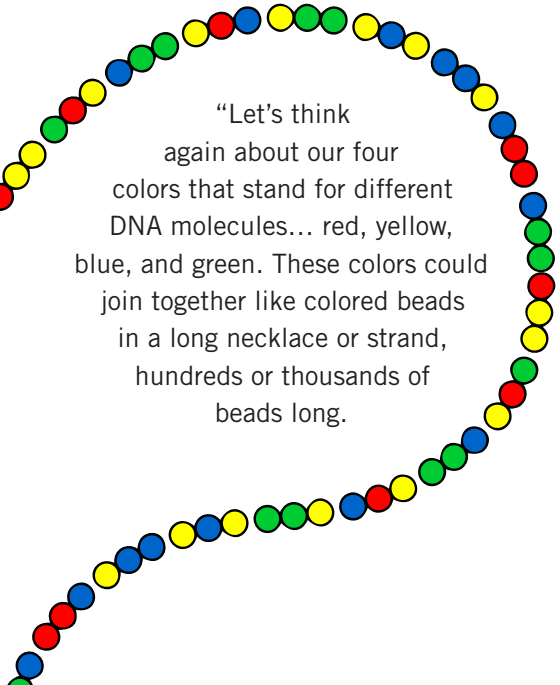 “Let’s think
again about our four
colors that stand for different
DNA molecules... red, yellow,
blue, and green. These colors could
join together like colored beads
in a long necklace or strand,
hundreds or thousands of
beads long.